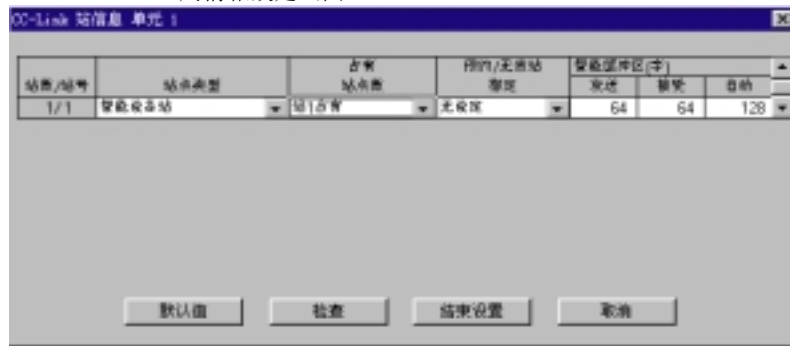 CC-Link 站信息 单元 1
占有 预约/无效站 智能缓冲区(字)
站数/站号 站点类型 站点数 指定 发送 接受 自动
1/1 智能设备站 站1占有 无设定 64 64 128
默认值 检查 结束设置 取消